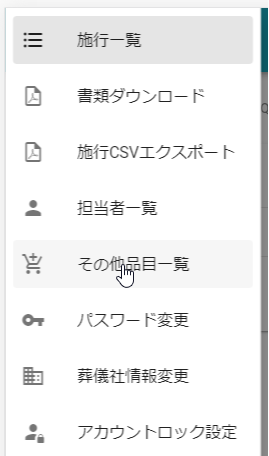 施行一覧
書類ダウンロード
施行CSVエクスポート
担当者一覧
その他品目一覧
パスワード変更
葬儀社情報変更
アカウントロック設定